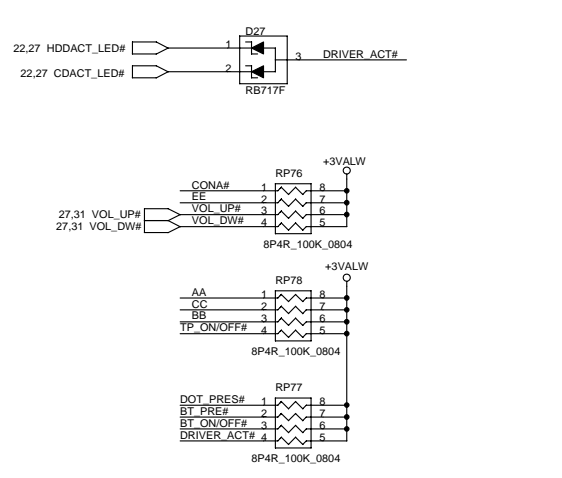 D27
22,27 HDDACT_LED# 1
3 DRIVER_ACT#
22,27 CDACT_LED# 2
RB717F
+3VALW
RP76
CONA# 1 8
EE 2 7
27,31 VOL_UP# VOL_UP# 3 6
27,31 VOL_DW# VOL_DW# 4 5
8P4R_100K_0804
+3VALW
RP78
AA 1 8
CC 2 7
BB 3 6
TP_ON/OFF# 4 5
8P4R_100K_0804
RP77
DOT_PRES# 1 8
BT_PRE# 2 7
BT_ON/OFF# 3 6
DRIVER_ACT# 4 5
8P4R_100K_0804